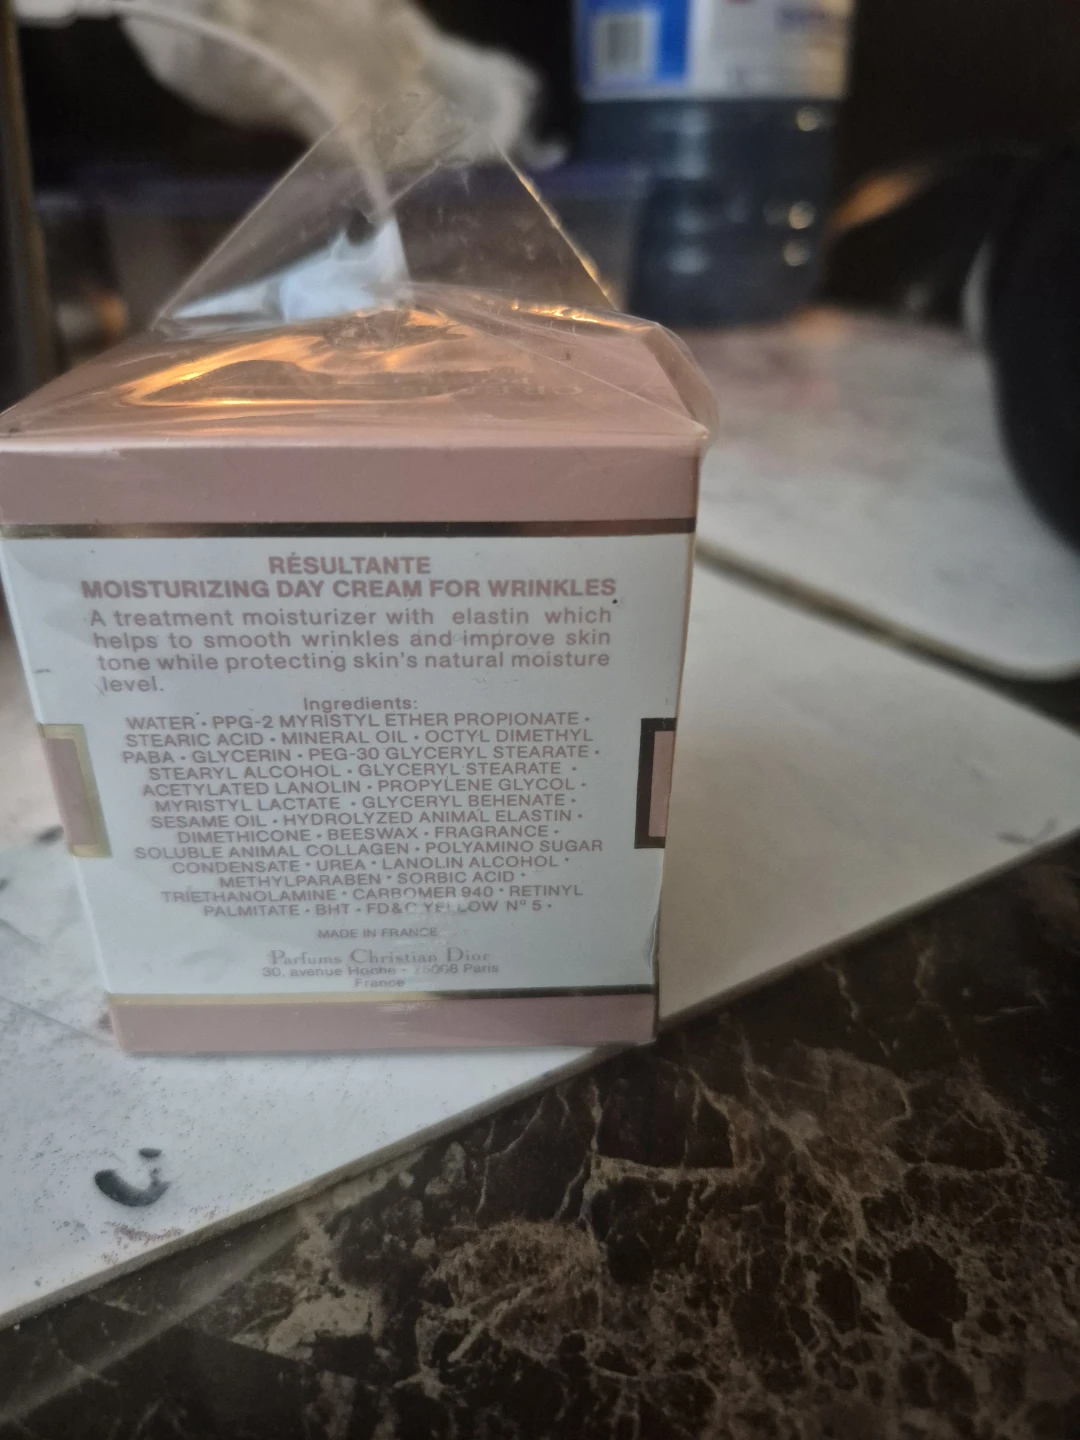 RÉSULTANTE
MOISTURIZING DAY CREAM FOR WRINKLES
A treatment moisturizer with elastin which
helps to smooth wrinkles and improve skin
tone while protecting skin's natural moisture
level.
Ingredients:
WATER • PPG-2 MYRISTYL ETHER PROPIONATE •
STEARIC ACID • MINERAL OIL • OCTYL DIMETHYL
PABA • GLYCERIN • PEG-30 GLYCERYL STEARATE •
STEARYL ALCOHOL • GLYCERYL STEARATE •
ACETYLATED LANOLIN • PROPYLENE GLYCOL •
MYRISTYL LACTATE • GLYCERYL BEHENATE •
SESAME OIL • HYDROLYZED ANIMAL ELASTIN •
DIMETHICONE • BEESWAX • FRAGRANCE •
SOLUBLE ANIMAL COLLAGEN • POLYAMINO SUGAR
CONDENSATE • UREA • LANOLIN ALCOHOL •
METHYLPARABEN • SORBIC ACID •
TRIETHANOLAMINE • CARBOMER 940 • RETINYL
PALMITATE • BHT • FD&C YELLOW Nº 5 •
MADE IN FRANCE
Parfums Christian Dior
30, avenue Hoche - 75008 Paris
France